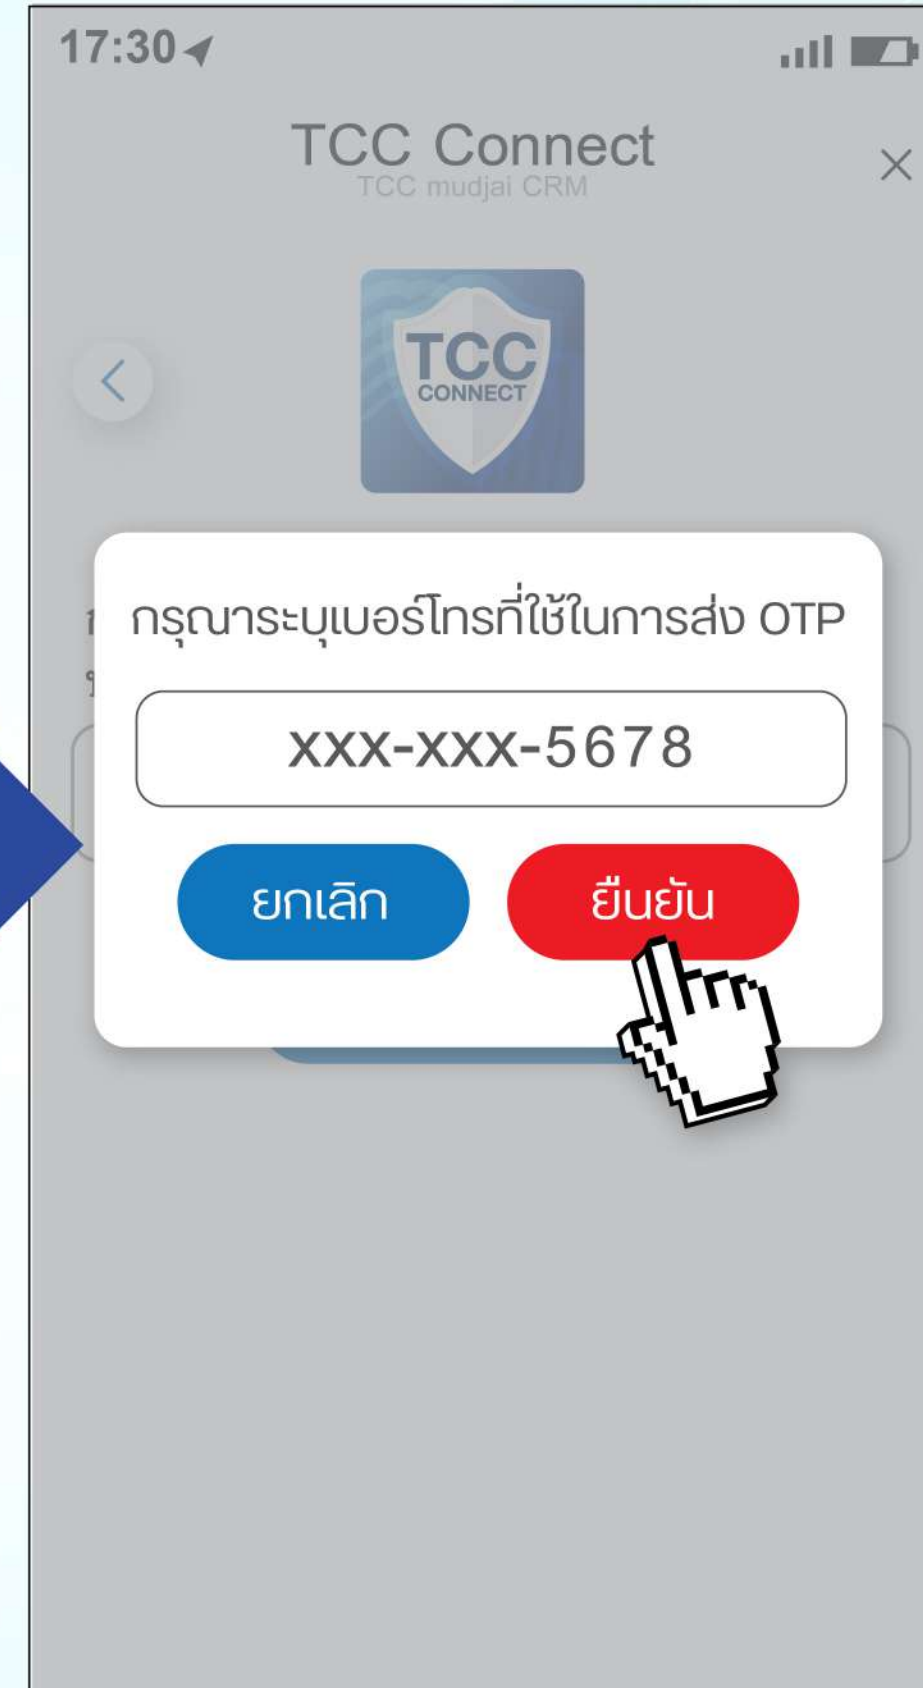 17:30
TCC Connect
TCC mudjai CRM
TCC
CONNECT
กรุณาระบุเบอร์โทรที่ใช้ในการส่ง OTP
xxx-xxx-5678
ยกเลิก
ยืนยัน